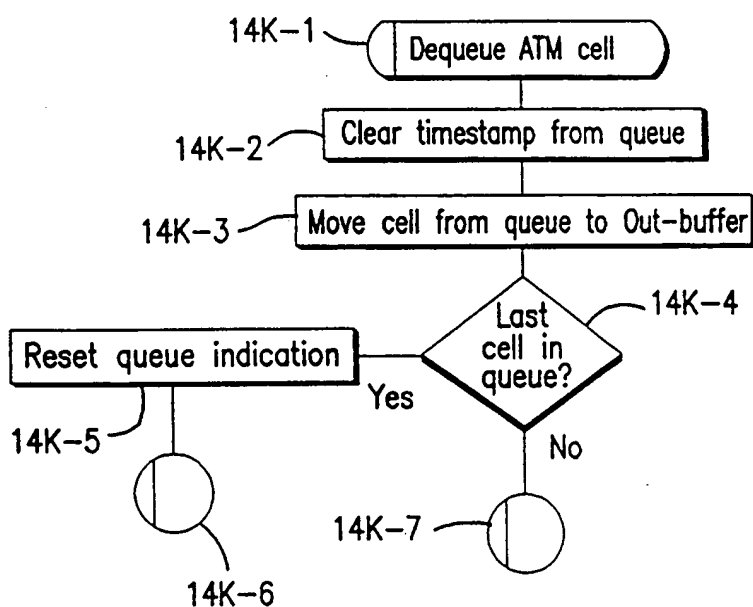 14K-1
Dequeue ATM cell
14K-2
Clear timestamp from queue
14K-3
Move cell from queue to Out-buffer
14K-4
Last
cell in
queue?
Reset queue indication
Yes
14K-5
No
14K-7
14K-6